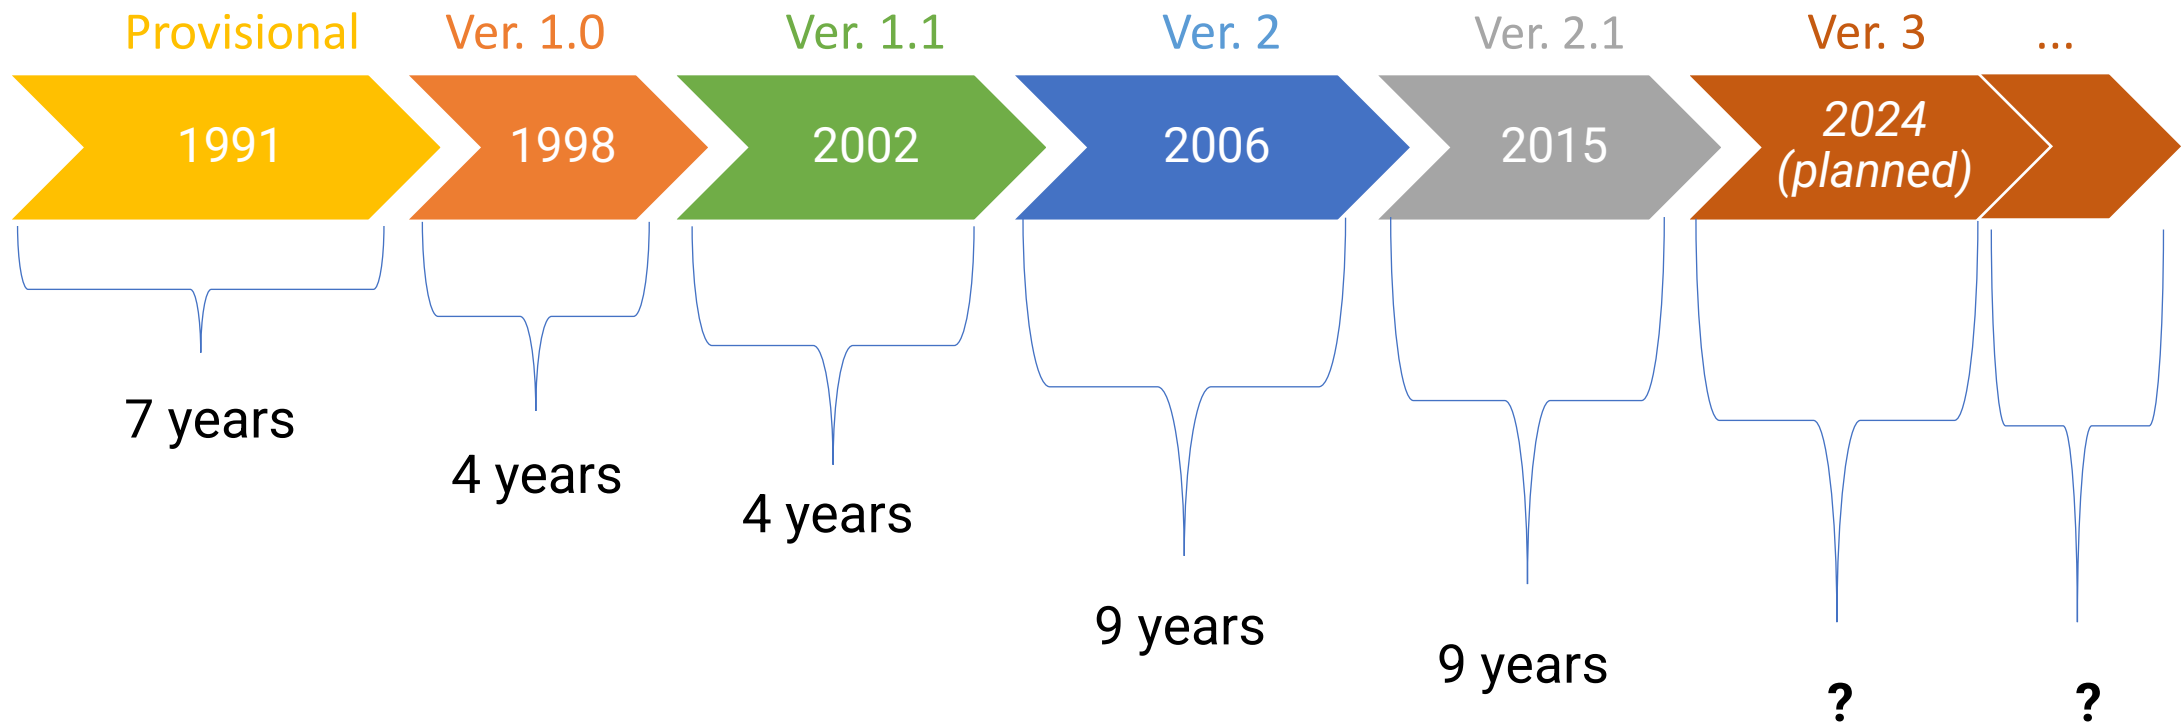 Provisional
Ver. 1.0
Ver. 1.1
Ver. 2
Ver. 2.1
Ver. 3
...
1991
1998
2002
2006
2015
2024
(planned)
7 years
4 years
4 years
9 years
9 years
?
?